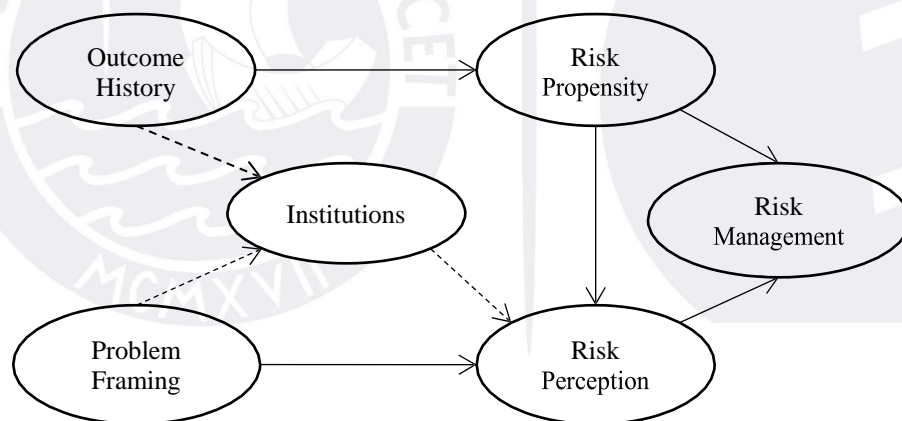 Outcome
History
Risk
Propensity
Institutions
Risk
Management
Problem
Framing
Risk
Perception
MCMXVII